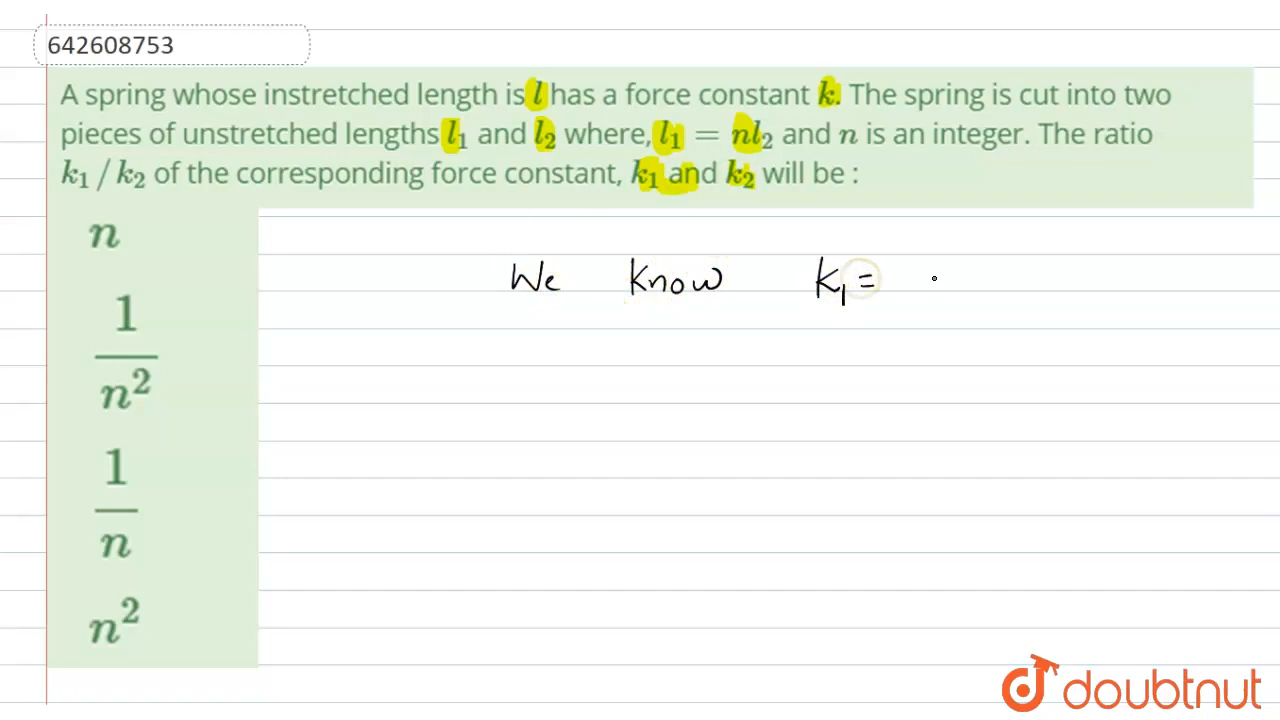 642608753
A spring whose instretched length is l has a force constant k. The spring is cut into two
pieces of unstretched lengths l₁ and l₂ where, l₁ = nl₂ and n is an integer. The ratio
k₁ / k₂ of the corresponding force constant, k₁ and k₂ will be :
n
We know k₁ =
1
n²
1
n
n²
doubtnut